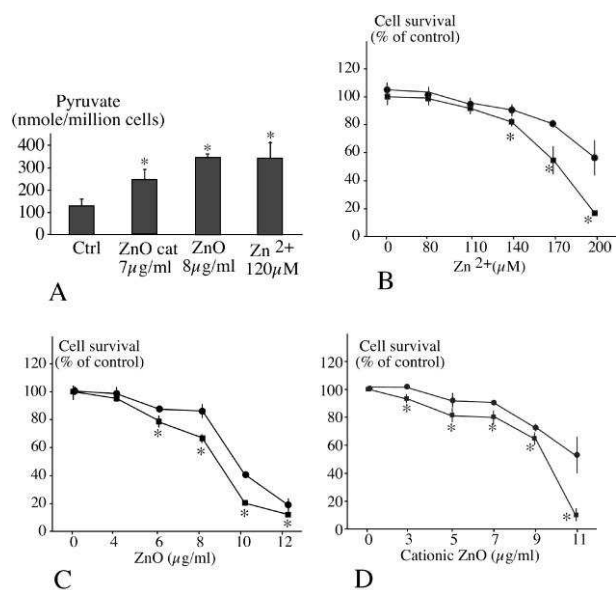 Pyruvate
(nmole/million cells)
400
300
200
100
0
* * *
Ctrl ZnO cat ZnO Zn 2+
7µg/ml 8µg/ml 120µM
A
Cell survival
(% of control)
120
100
80
60
40
20
0
* * *
0 80 110 140 170 200
Zn 2+(µM)
B
Cell survival
(% of control)
120
100
80
60
40
20
0
* * * *
0 4 6 8 10 12
ZnO (µg/ml)
C
Cell survival
(% of control)
120
100
80
60
40
20
0
* * * * *
0 3 5 7 9 11
Cationic ZnO (µg/ml)
D